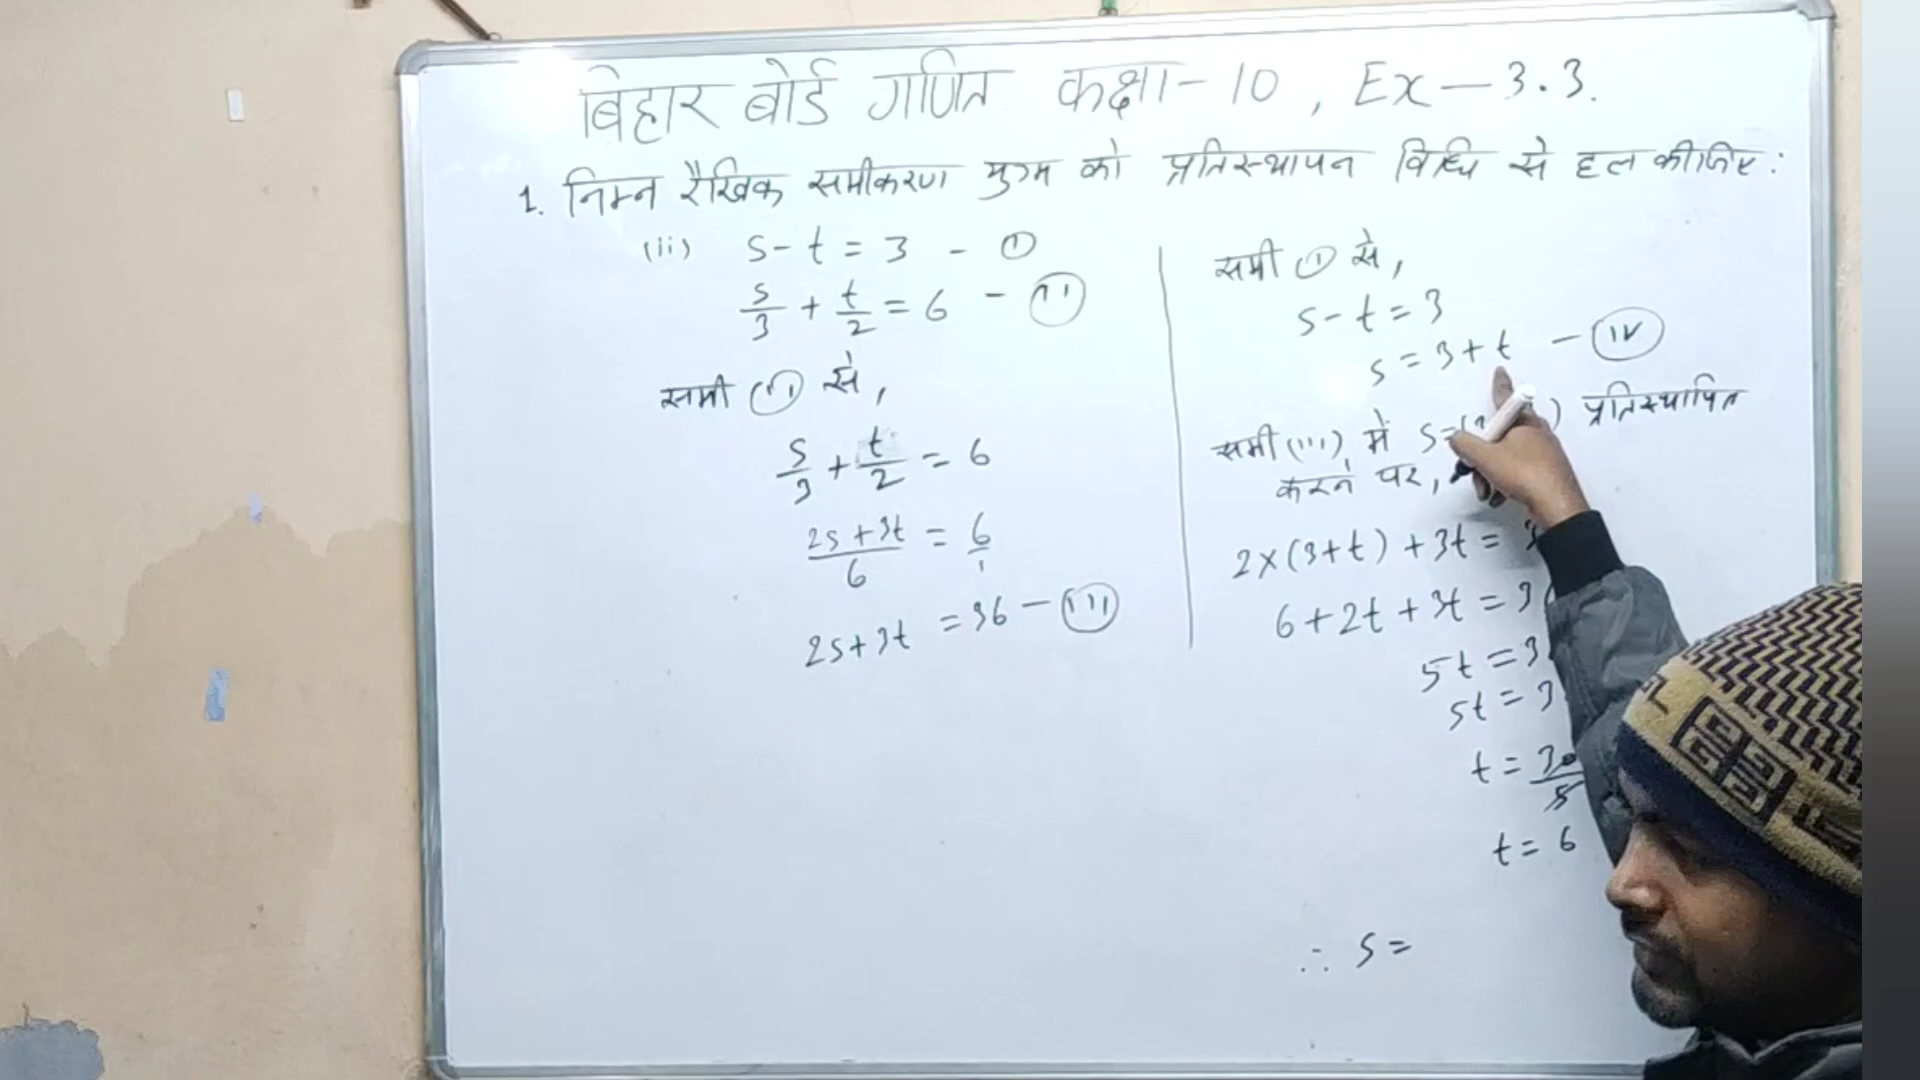 बिहार बोर्ड गणित कक्षा-10, Ex-3.3.
1. निम्न रैखिक समीकरण युग्म को प्रतिस्थापन विधि से हल कीजिए:
(ii) s-t = 3 - ①
s/3 + t/2 = 6 - (ii)
समी (ii) से,
s/3 + t/2 = 6
(2s+3t)/6 = 6/1
2s+3t = 36 - (iii)
समी ① से,
s-t = 3
s = 3+t - (iv)
समी (iii) में s= प्रतिस्थापित
करने पर,
2×(3+t)+3t =
6+2t+3t = 3
5t = 3
5t = 3
t = 30/5
t = 6
∴ s =